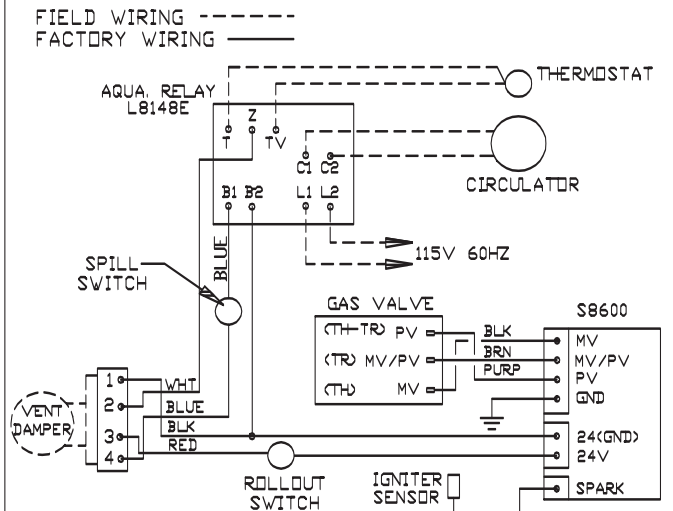 FIELD WIRING
FACTORY WIRING
THERMOSTAT
AQUA. RELAY
L8148E
Z
T
TV
C1 C2
CIRCULATOR
B1 B2
L1 L2
BLUE
115V 60HZ
SPILL
SWITCH
GAS VALVE
S8600
(TH-TR) PV
(TR) MV/PV
(TH) MV
BLK
BRN
PURP
MV
MV/PV
PV
GND
1
2
3
4
WHT
BLUE
BLK
RED
VENT
DAMPER
24(GND)
24V
ROLLOUT
SWITCH
IGNITER
SENSOR
SPARK